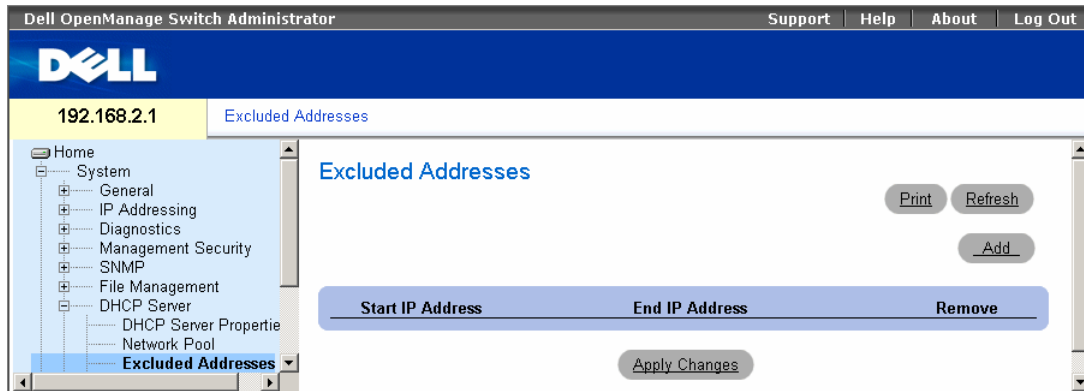 Dell OpenManage Switch Administrator
Support Help About Log Out
DELL
192.168.2.1
Excluded Addresses
Home
System
General
IP Addressing
Diagnostics
Management Security
SNMP
File Management
DHCP Server
DHCP Server Propertie
Network Pool
Excluded Addresses
Excluded Addresses
Print Refresh
Add
Start IP Address End IP Address Remove
Apply Changes